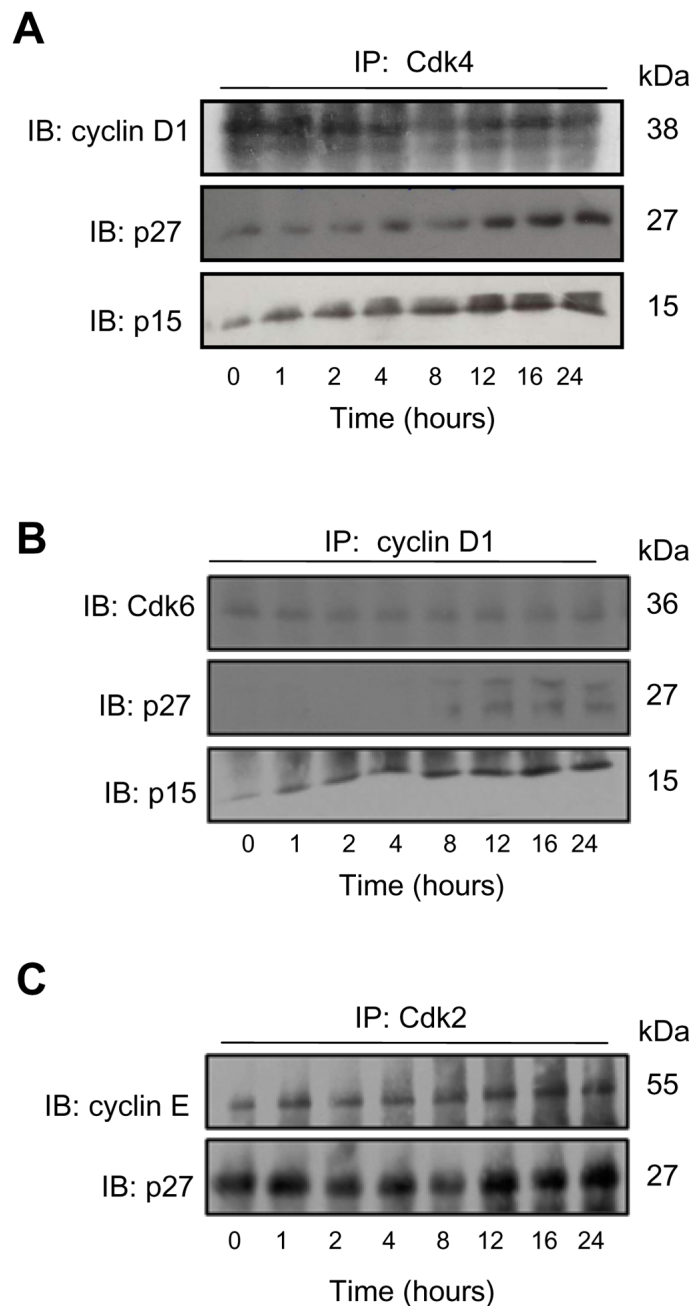 A
IP: Cdk4
kDa
IB: cyclin D1
38
IB: p27
27
IB: p15
15
0 1 2 4 8 12 16 24
Time (hours)
B
IP: cyclin D1
kDa
IB: Cdk6
36
IB: p27
27
IB: p15
15
0 1 2 4 8 12 16 24
Time (hours)
C
IP: Cdk2
kDa
IB: cyclin E
55
IB: p27
27
0 1 2 4 8 12 16 24
Time (hours)